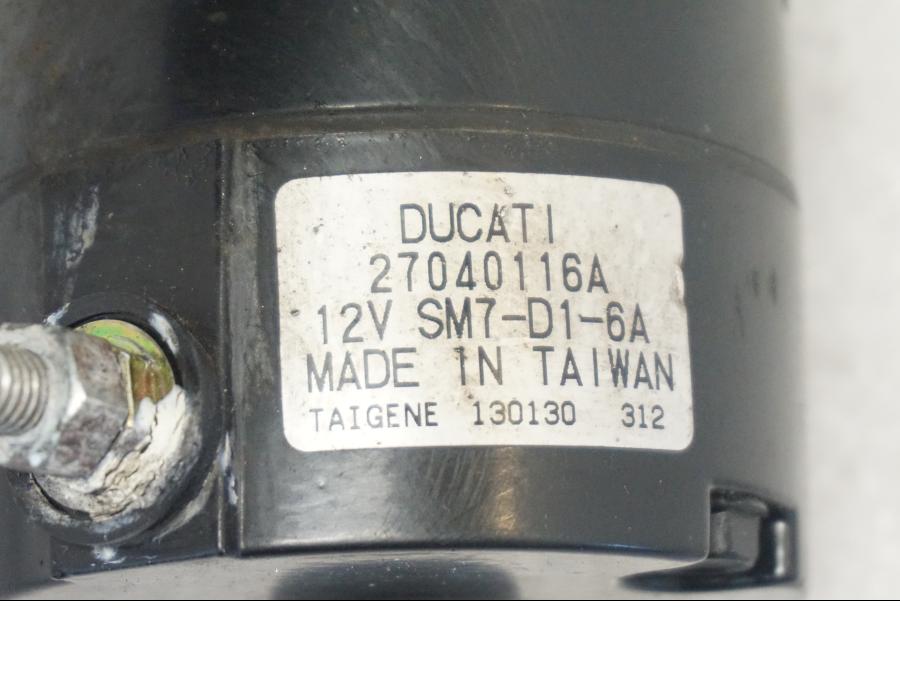 DUCATI
27040116A
12V SM7-D1-6A
MADE IN TAIWAN
TAIGENE 130130 312